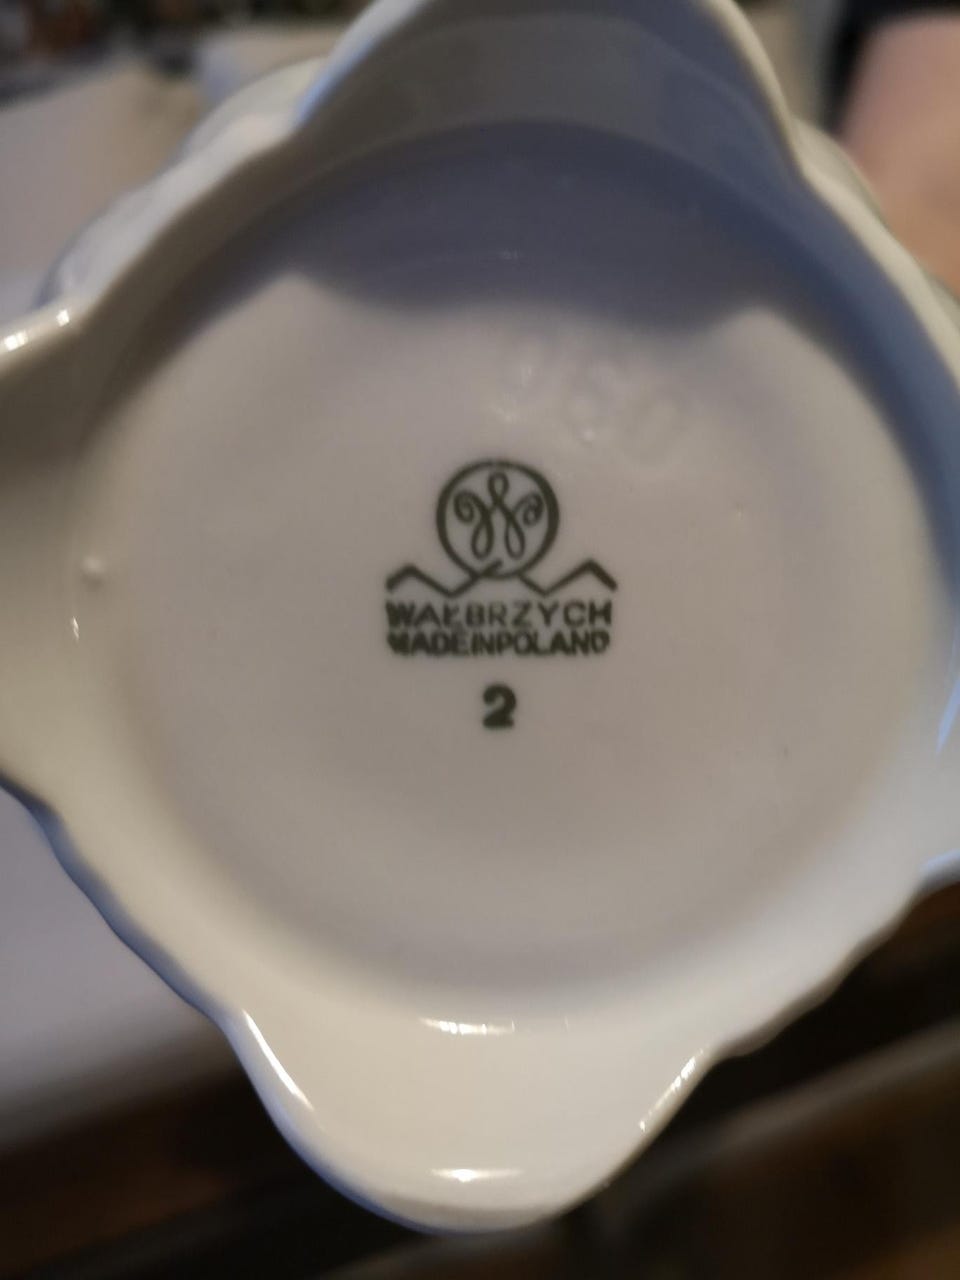 W
WAŁBRZYCH
MADE IN POLAND
2